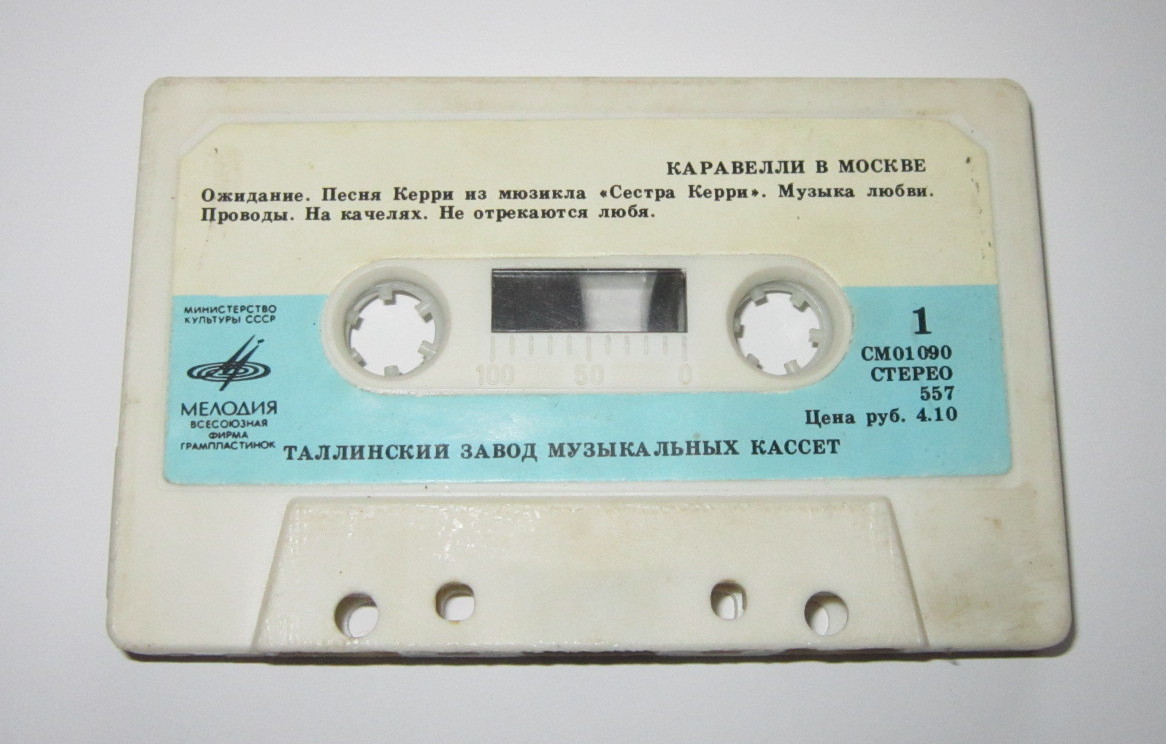 КАРАВЕЛЛИ В МОСКВЕ
Ожидание. Песня Керри из мюзикла «Сестра Керри». Музыка любви.
Проводы. На качелях. Не отрекаются любя.
МИНИСТЕРСТВО
КУЛЬТУРЫ СССР
МЕЛОДИЯ
ВСЕСОЮЗНАЯ
ФИРМА
ГРАМПЛАСТИНОК
1
СМ01090
СТЕРЕО
557
Цена руб. 4.10
100 50 0
ТАЛЛИНСКИЙ ЗАВОД МУЗЫКАЛЬНЫХ КАССЕТ